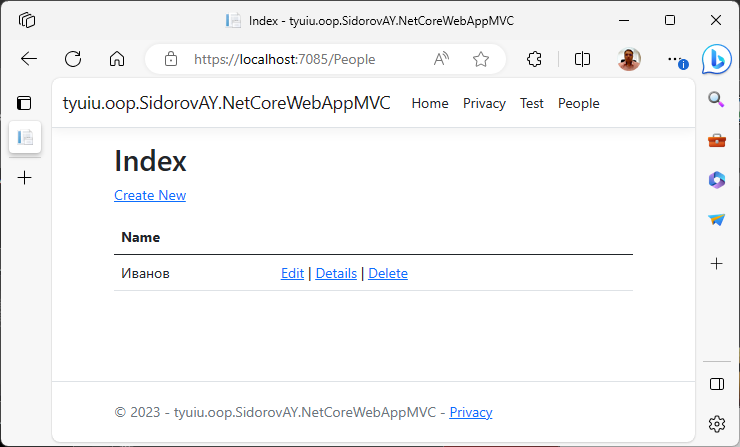 Index - tyuiu.oop.SidorovAY.NetCoreWebAppMVC
https://localhost:7085/People
tyuiu.oop.SidorovAY.NetCoreWebAppMVC Home Privacy Test People
Index
Create New
Name
Иванов Edit | Details | Delete
© 2023 - tyuiu.oop.SidorovAY.NetCoreWebAppMVC - Privacy